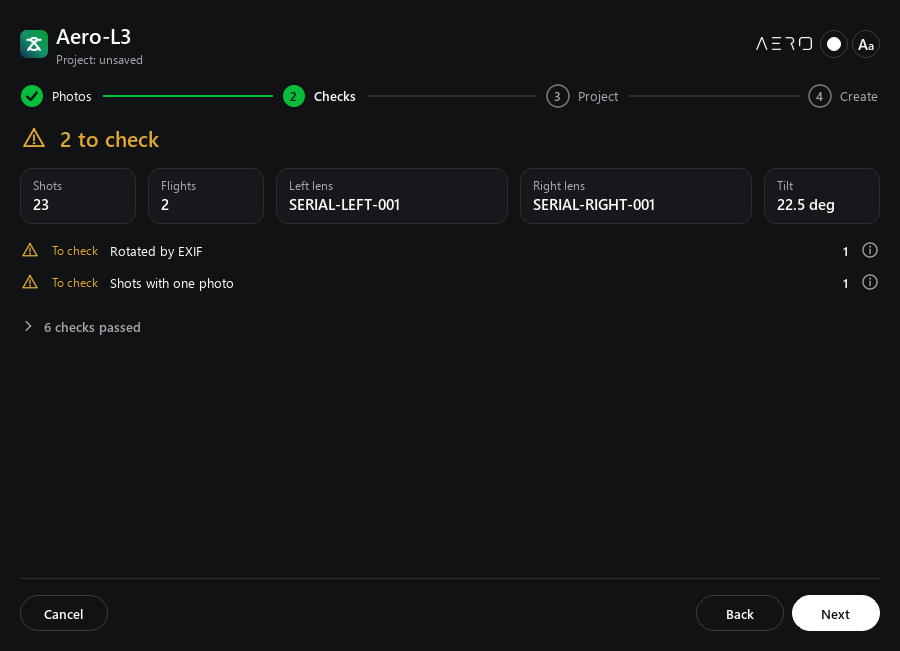 Aero-L3
Project: unsaved
AERO
Aa
Photos
2 Checks
3 Project
4 Create
2 to check
Shots
23
Flights
2
Left lens
SERIAL-LEFT-001
Right lens
SERIAL-RIGHT-001
Tilt
22.5 deg
To check Rotated by EXIF 1
To check Shots with one photo 1
6 checks passed
Cancel
Back
Next